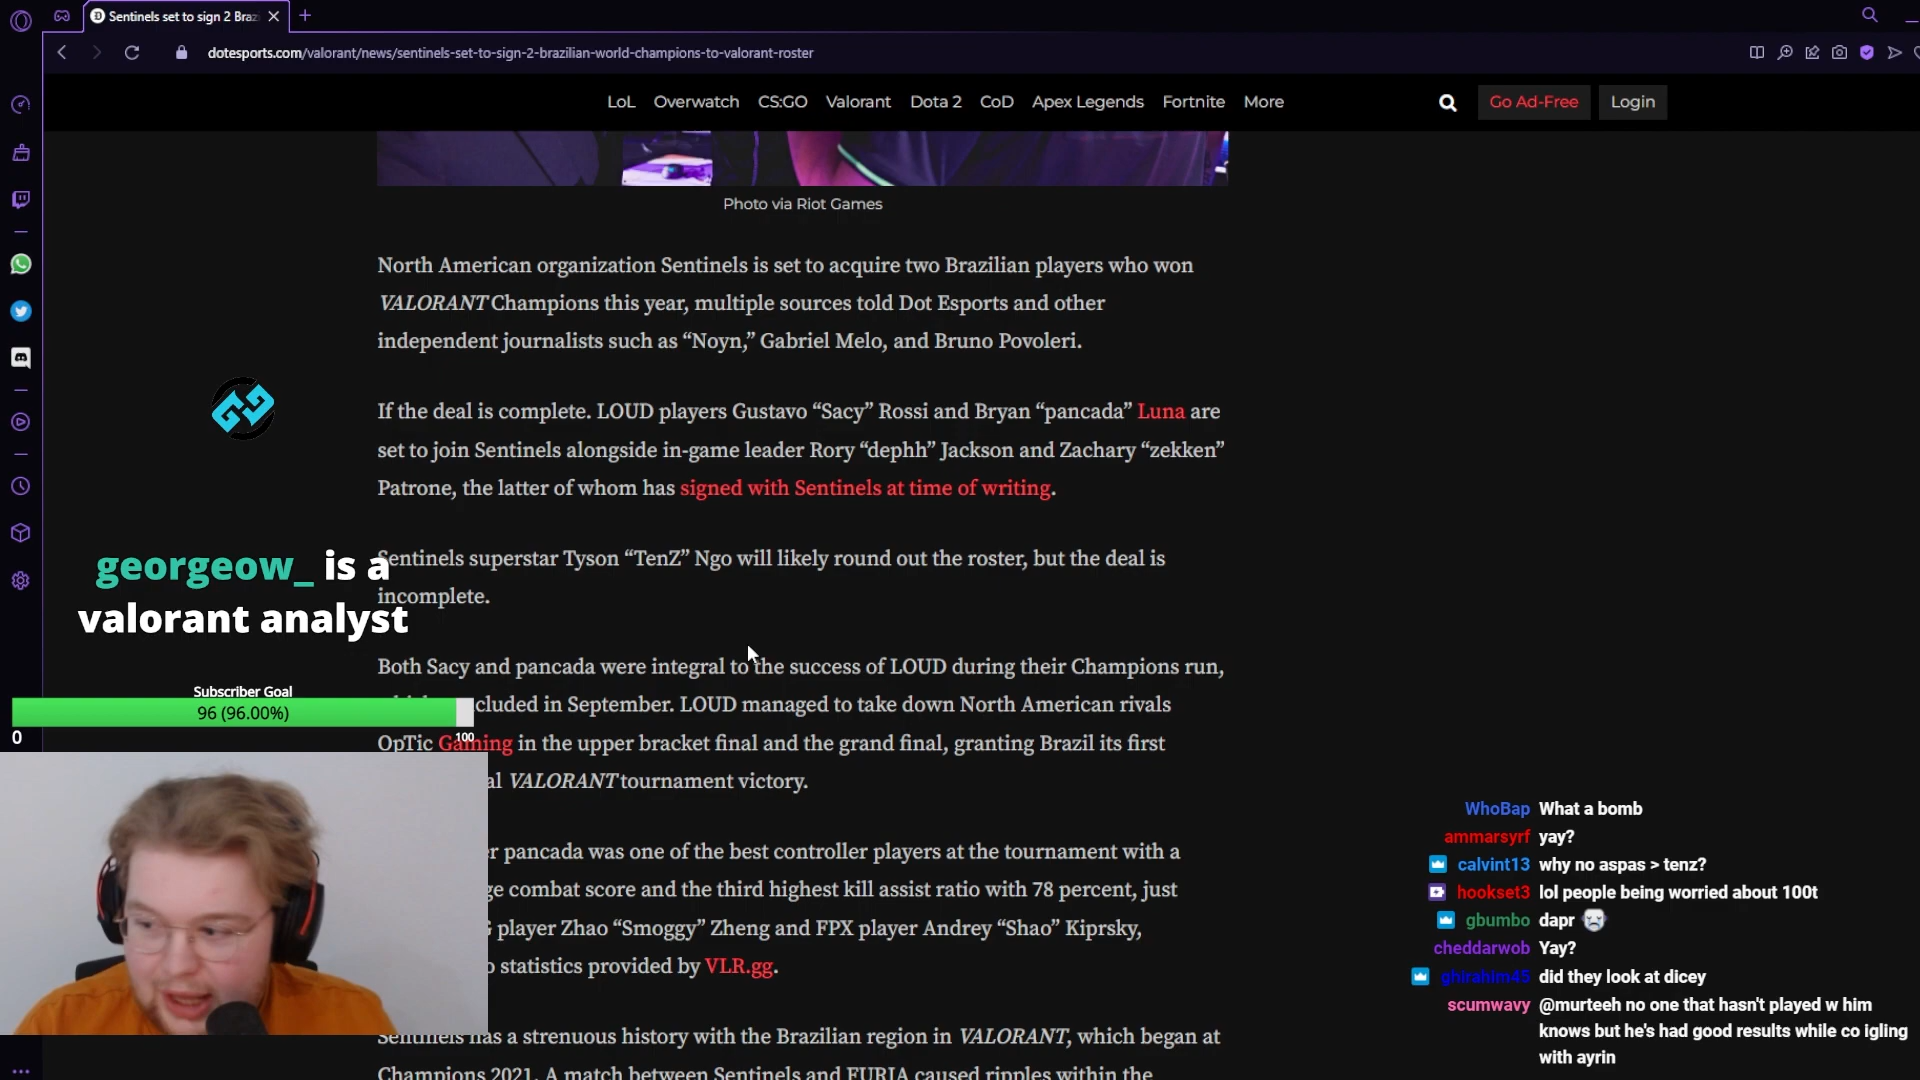 Sentinels set to sign 2 Braz
dotesports.com/valorant/news/sentinels-set-to-sign-2-brazilian-world-champions-to-valorant-roster
LoL Overwatch CS:GO Valorant Dota 2 CoD Apex Legends Fortnite More
Go Ad-Free Login
Photo via Riot Games
North American organization Sentinels is set to acquire two Brazilian players who won
VALORANT Champions this year, multiple sources told Dot Esports and other
independent journalists such as “Noyn,” Gabriel Melo, and Bruno Povoleri.
If the deal is complete. LOUD players Gustavo “Sacy” Rossi and Bryan “pancada” Luna are
set to join Sentinels alongside in-game leader Rory “dephh” Jackson and Zachary “zekken”
Patrone, the latter of whom has signed with Sentinels at time of writing.
Sentinels superstar Tyson “TenZ” Ngo will likely round out the roster, but the deal is
incomplete.
georgeow_ is a
valorant analyst
Both Sacy and pancada were integral to the success of LOUD during their Champions run,
cluded in September. LOUD managed to take down North American rivals
OpTic Gaming in the upper bracket final and the grand final, granting Brazil its first
al VALORANT tournament victory.
Subscriber Goal
96 (96.00%)
0
100
r pancada was one of the best controller players at the tournament with a
ge combat score and the third highest kill assist ratio with 78 percent, just
player Zhao “Smoggy” Zheng and FPX player Andrey “Shao” Kiprsky,
o statistics provided by VLR.gg.
Sentinels has a strenuous history with the Brazilian region in VALORANT, which began at
Champions 2021. A match between Sentinels and FURIA caused ripples within the
WhoBap What a bomb
ammarsyrf yay?
calvint13 why no aspas > tenz?
hookset3 lol people being worried about 100t
gbumbo dapr
cheddarwob Yay?
ghirahim45 did they look at dicey
scumwavy @murteeh no one that hasn't played w him
knows but he's had good results while co igling
with ayrin